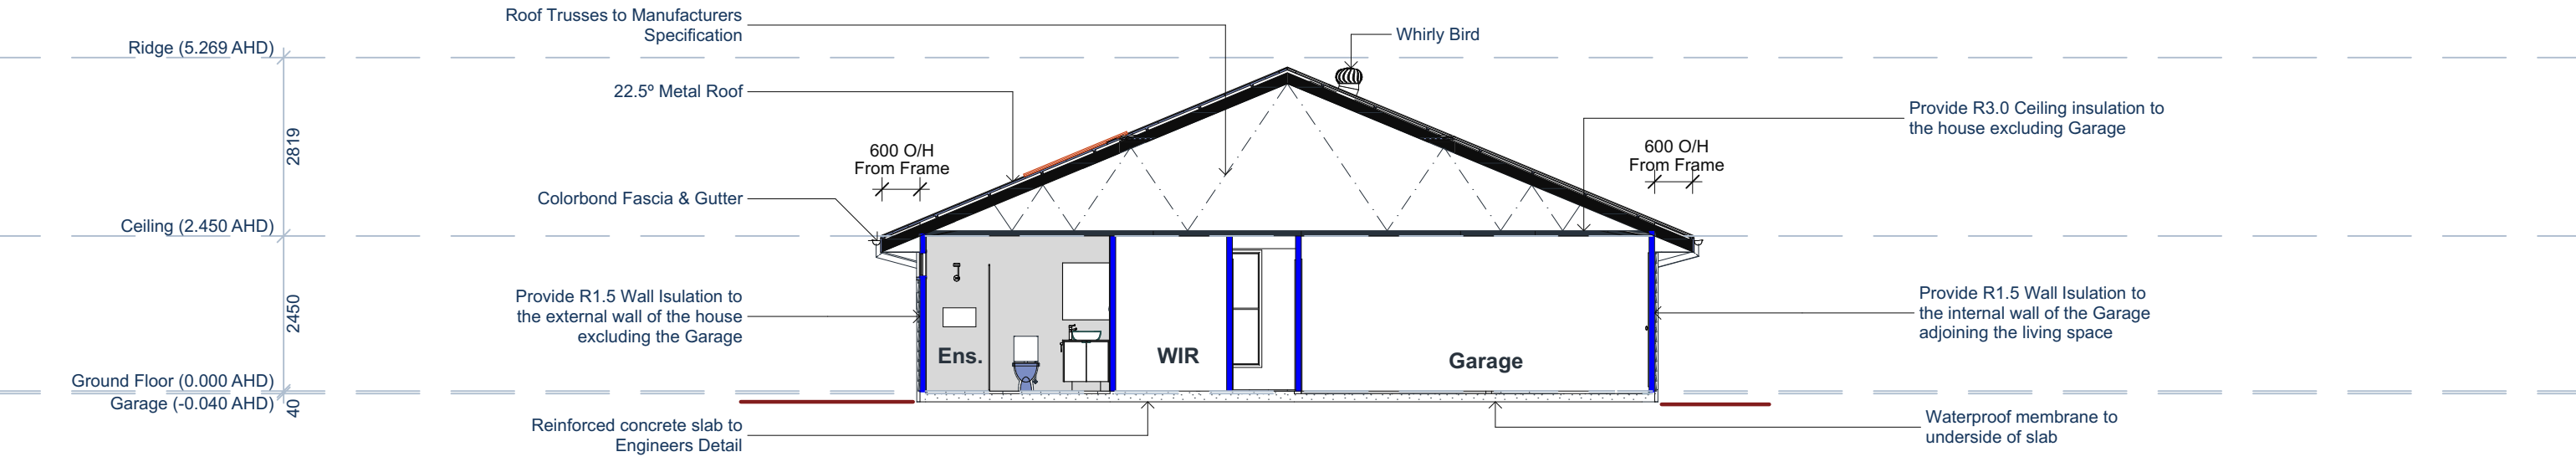 Roof Trusses to Manufacturers
Specification
Whirly Bird
Ridge (5.269 AHD)
22.5º Metal Roof
Provide R3.0 Ceiling insulation to
the house excluding Garage
2819
600 O/H
From Frame
600 O/H
From Frame
Colorbond Fascia & Gutter
Ceiling (2.450 AHD)
2450
Provide R1.5 Wall Isulation to
the external wall of the house
excluding the Garage
Provide R1.5 Wall Isulation to
the internal wall of the Garage
adjoining the living space
Ens.
WIR
Garage
Ground Floor (0.000 AHD)
Garage (-0.040 AHD)
40
Reinforced concrete slab to
Engineers Detail
Waterproof membrane to
underside of slab